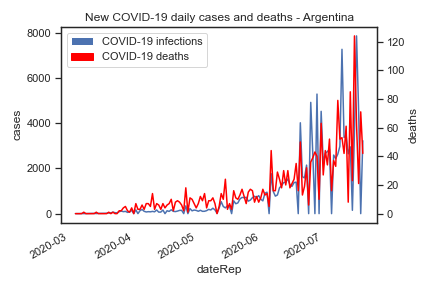 New COVID-19 daily cases and deaths - Argentina
COVID-19 infections
COVID-19 deaths
8000
6000
4000
2000
0
cases
120
100
80
60
40
20
0
deaths
2020-03
2020-04
2020-05
2020-06
2020-07
dateRep